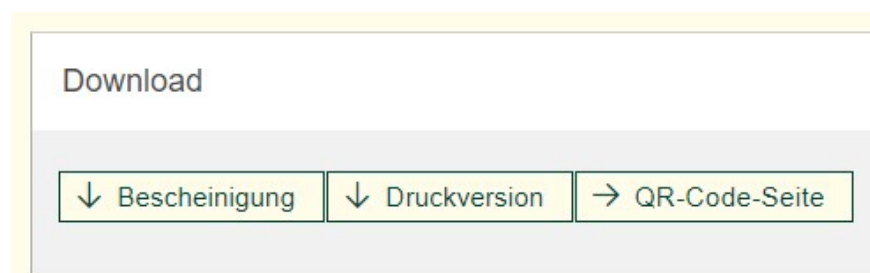 Download
↓ Bescheinigung ↓ Druckversion → QR-Code-Seite